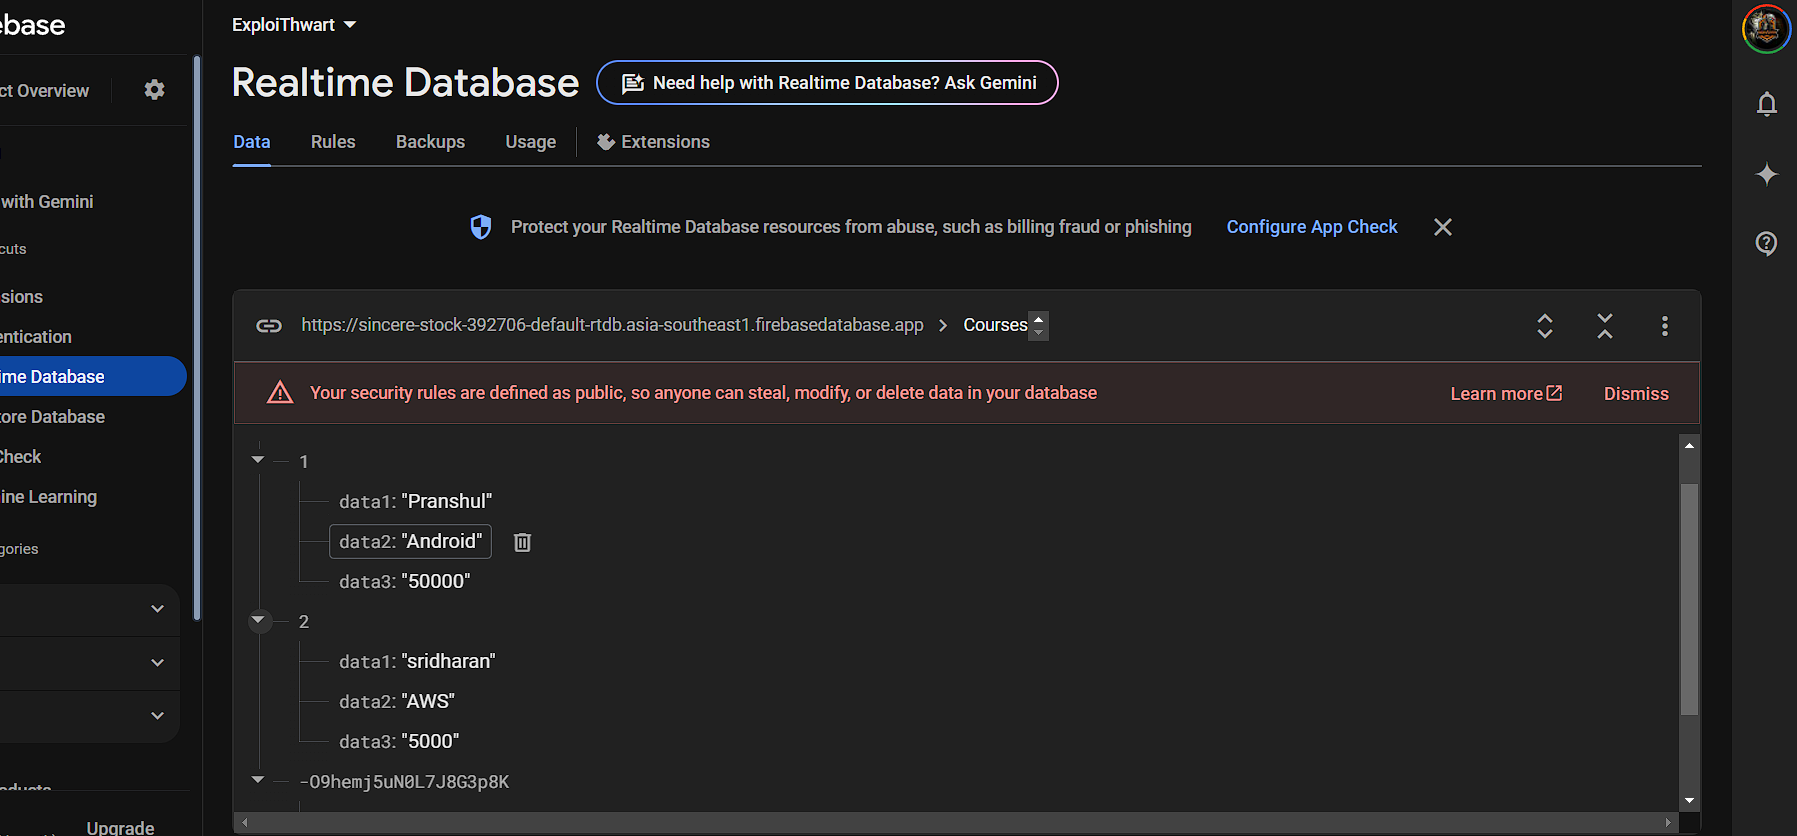 ebase
ct Overview
with Gemini
cuts
sions
entication
ime Database
ore Database
Check
ine Learning
gories
oducts
Upgrade
ExploiThwart
Realtime Database
Need help with Realtime Database? Ask Gemini
Data Rules Backups Usage Extensions
Protect your Realtime Database resources from abuse, such as billing fraud or phishing Configure App Check
https://sincere-stock-392706-default-rtdb.asia-southeast1.firebasedatabase.app > Courses
Your security rules are defined as public, so anyone can steal, modify, or delete data in your database Learn more Dismiss
1
data1: "Pranshul"
data2: "Android"
data3: "50000"
2
data1: "sridharan"
data2: "AWS"
data3: "5000"
-O9hemj5uN0L7J8G3p8K